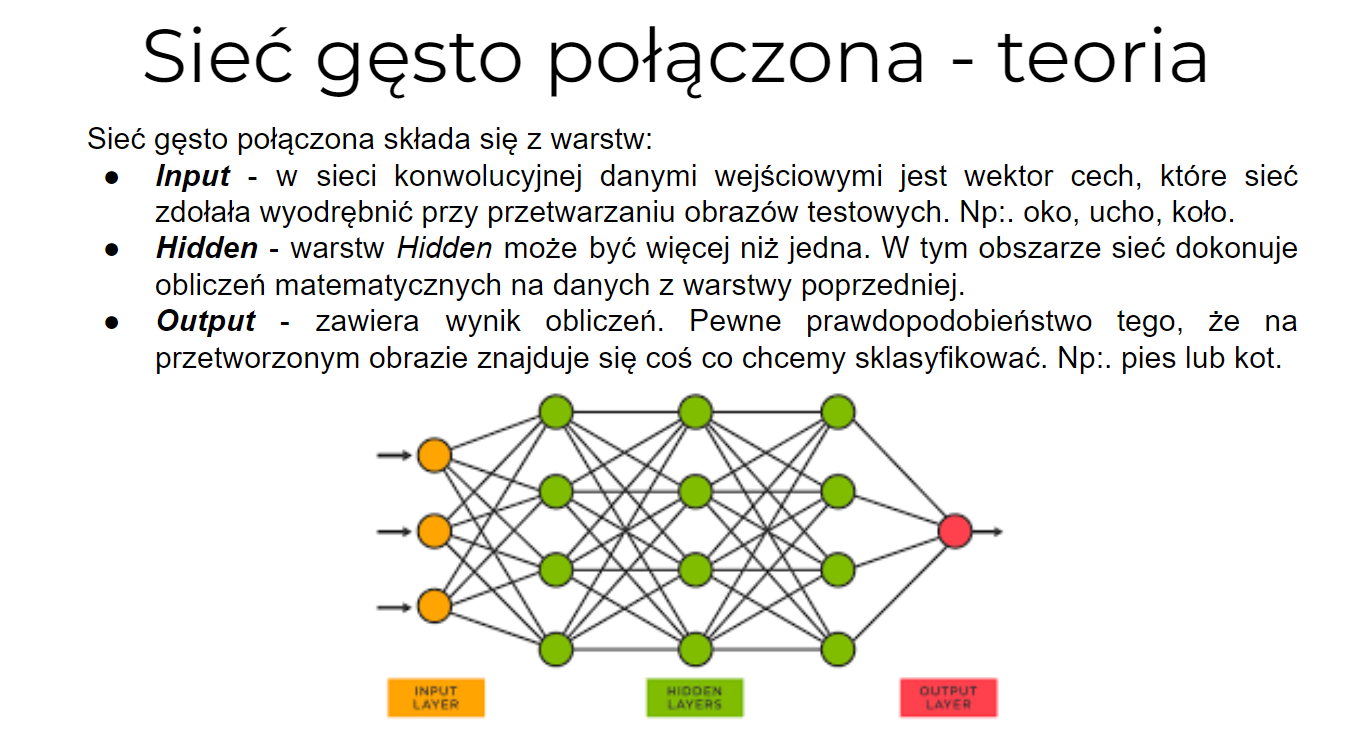 Sieć gęsto połączona - teoria
Sieć gęsto połączona składa się z warstw:
● Input - w sieci konwolucyjnej danymi wejściowymi jest wektor cech, które sieć
zdołała wyodrębnić przy przetwarzaniu obrazów testowych. Np:. oko, ucho, koło.
● Hidden - warstw Hidden może być więcej niż jedna. W tym obszarze sieć dokonuje
obliczeń matematycznych na danych z warstwy poprzedniej.
● Output - zawiera wynik obliczeń. Pewne prawdopodobieństwo tego, że na
przetworzonym obrazie znajduje się coś co chcemy sklasyfikować. Np:. pies lub kot.
INPUT
LAYER
HIDDEN
LAYERS
OUTPUT
LAYER